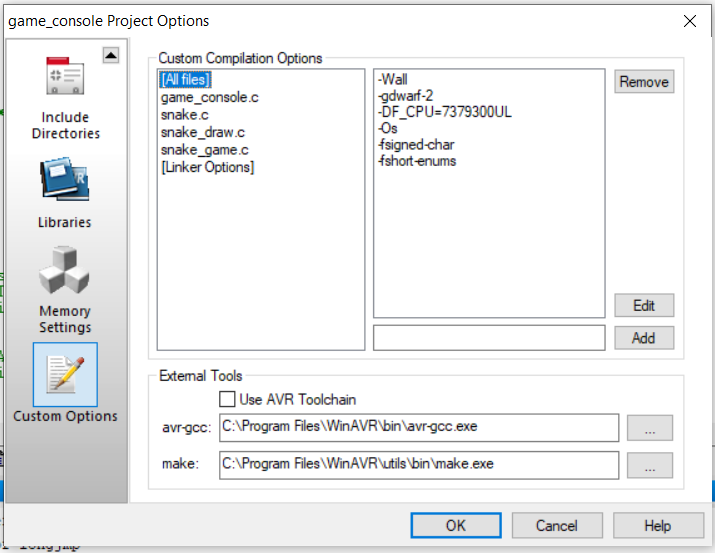 game_console Project Options
Include
Directories
Libraries
Memory
Settings
Custom Options
Custom Compilation Options
[All files]
game_console.c
snake.c
snake_draw.c
snake_game.c
[Linker Options]
-Wall
-gdwarf-2
-DF_CPU=7379300UL
-Os
-fsigned-char
-fshort-enums
Remove
Edit
Add
External Tools
Use AVR Toolchain
avr-gcc:
C:\Program Files\WinAVR\bin\avr-gcc.exe
...
make:
C:\Program Files\WinAVR\utils\bin\make.exe
...
OK
Cancel
Help